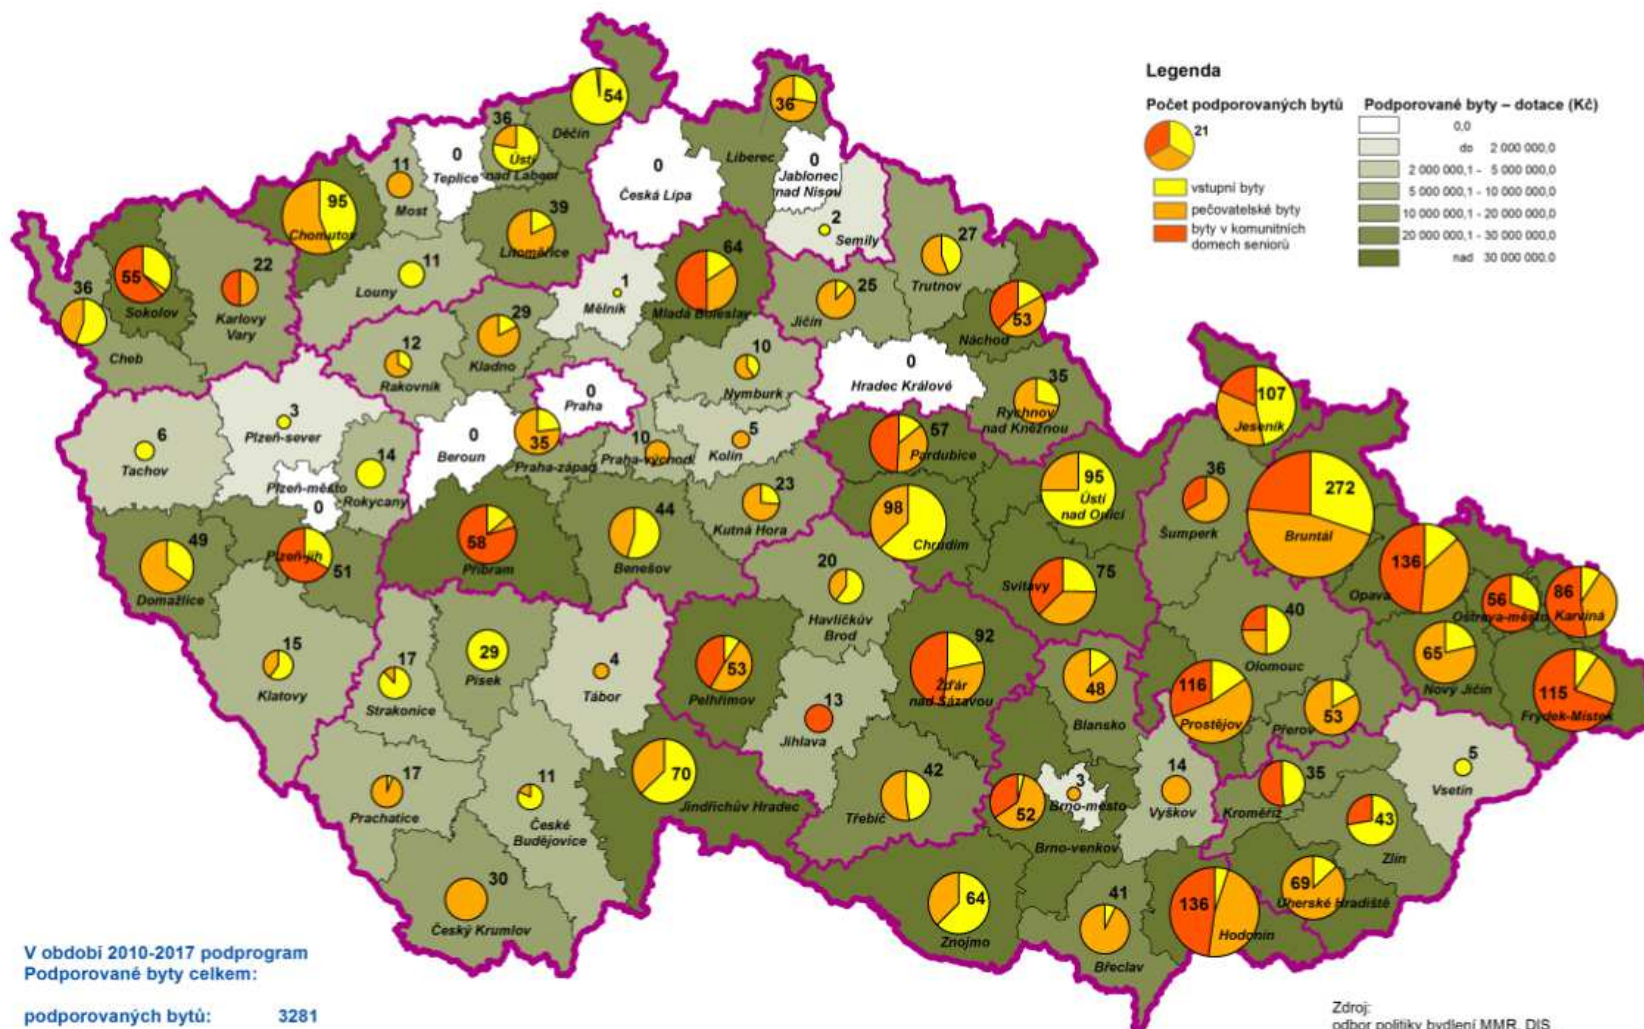 Legenda
Počet podporovaných bytů
21
vstupní byty
pečovatelské byty
byty v komunitních
domech seniorů
Podporované byty – dotace (Kč)
0,0
do 2 000 000,0
2 000 000,1 - 5 000 000,0
5 000 000,1 - 10 000 000,0
10 000 000,1 - 20 000 000,0
20 000 000,1 - 30 000 000,0
nad 30 000 000.0
54
Děčín
36
Ústí
nad Labem
0
Teplice
11
Most
95
Chomutov
39
Litoměřice
11
Louny
0
Česká Lípa
36
Liberec
0
Jablonec
nad Nisou
2
Semily
27
Trutnov
25
Jičín
53
Náchod
0
Hradec Králové
35
Rychnov
nad Kněžnou
36
Cheb
55
Sokolov
22
Karlovy
Vary
64
Mladá Boleslav
1
Mělník
29
Kladno
12
Rakovník
10
Nymburk
0
Praha
0
Beroun
35
Praha-západ
10
Praha-východ
5
Kolín
23
Kutná Hora
44
Benešov
58
Příbram
6
Tachov
3
Plzeň-sever
Plzeň-město
0
14
Rokycany
49
Domažlice
Plzeň-jih
51
15
Klatovy
57
Pardubice
98
Chrudim
95
Ústí
nad Orlicí
75
Svitavy
107
Jeseník
36
Šumperk
272
Bruntál
136
Opava
56
Ostrava-město
86
Karviná
65
Nový Jičín
115
Frýdek-Místek
40
Olomouc
116
Prostějov
53
Přerov
20
Havlíčkův
Brod
53
Pelhřimov
92
Žďár
nad Sázavou
13
Jihlava
42
Třebíč
17
Strakonice
29
Písek
4
Tábor
17
Prachatice
11
České
Budějovice
70
Jindřichův Hradec
30
Český Krumlov
48
Blansko
3
Brno-město
52
Brno-venkov
14
Vyškov
64
Znojmo
41
Břeclav
136
Hodonín
35
Kroměříž
43
Zlín
5
Vsetín
69
Uherské Hradiště
V období 2010-2017 podprogram
Podporované byty celkem:
podporovaných bytů: 3281
Zdroj:
odbor politiky bydlení MMR, DIS